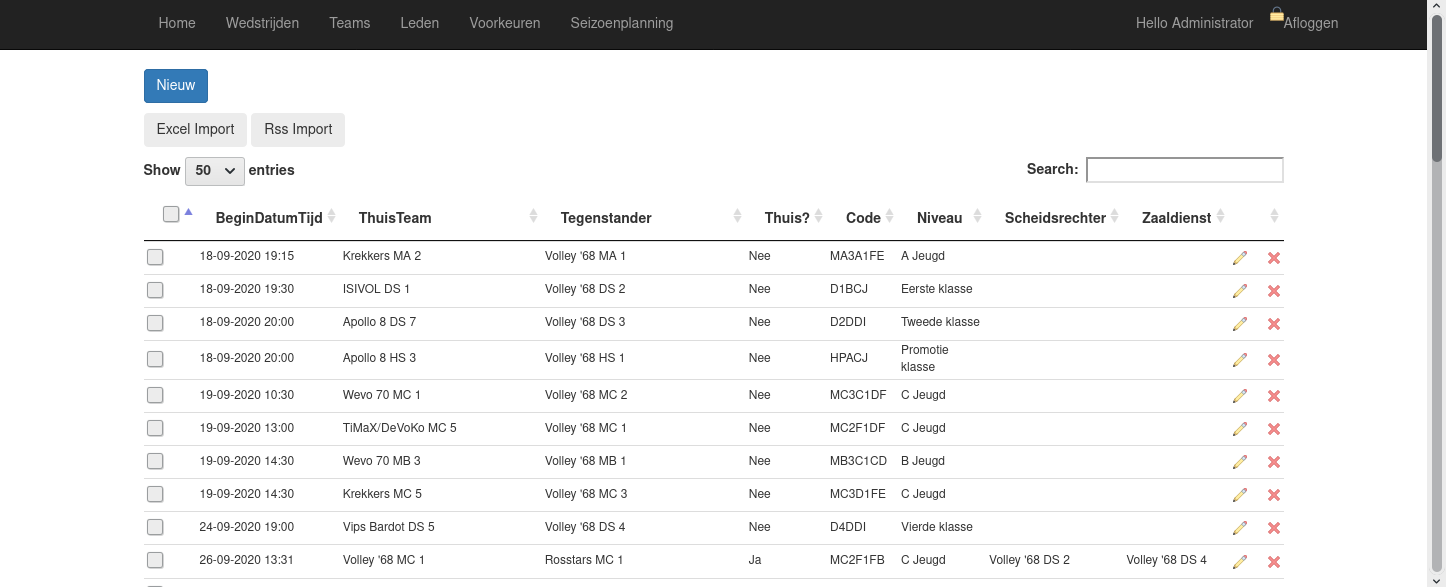 Home Wedstrijden Teams Leden Voorkeuren Seizoenplanning Hello Administrator Afloggen
Nieuw
Excel Import Rss Import
Show 50 entries Search:
BeginDatumTijd ThuisTeam Tegenstander Thuis? Code Niveau Scheidsrechter Zaaldienst
18-09-2020 19:15 Krekkers MA 2 Volley '68 MA 1 Nee MA3A1FE A Jeugd
18-09-2020 19:30 ISIVOL DS 1 Volley '68 DS 2 Nee D1BCJ Eerste klasse
18-09-2020 20:00 Apollo 8 DS 7 Volley '68 DS 3 Nee D2DDI Tweede klasse
18-09-2020 20:00 Apollo 8 HS 3 Volley '68 HS 1 Nee HPACJ Promotie
klasse
19-09-2020 10:30 Wevo 70 MC 1 Volley '68 MC 2 Nee MC3C1DF C Jeugd
19-09-2020 13:00 TiMaX/DeVoKo MC 5 Volley '68 MC 1 Nee MC2F1DF C Jeugd
19-09-2020 14:30 Wevo 70 MB 3 Volley '68 MB 1 Nee MB3C1CD B Jeugd
19-09-2020 14:30 Krekkers MC 5 Volley '68 MC 3 Nee MC3D1FE C Jeugd
24-09-2020 19:00 Vips Bardot DS 5 Volley '68 DS 4 Nee D4DDI Vierde klasse
26-09-2020 13:31 Volley '68 MC 1 Rosstars MC 1 Ja MC2F1FB C Jeugd Volley '68 DS 2 Volley '68 DS 4